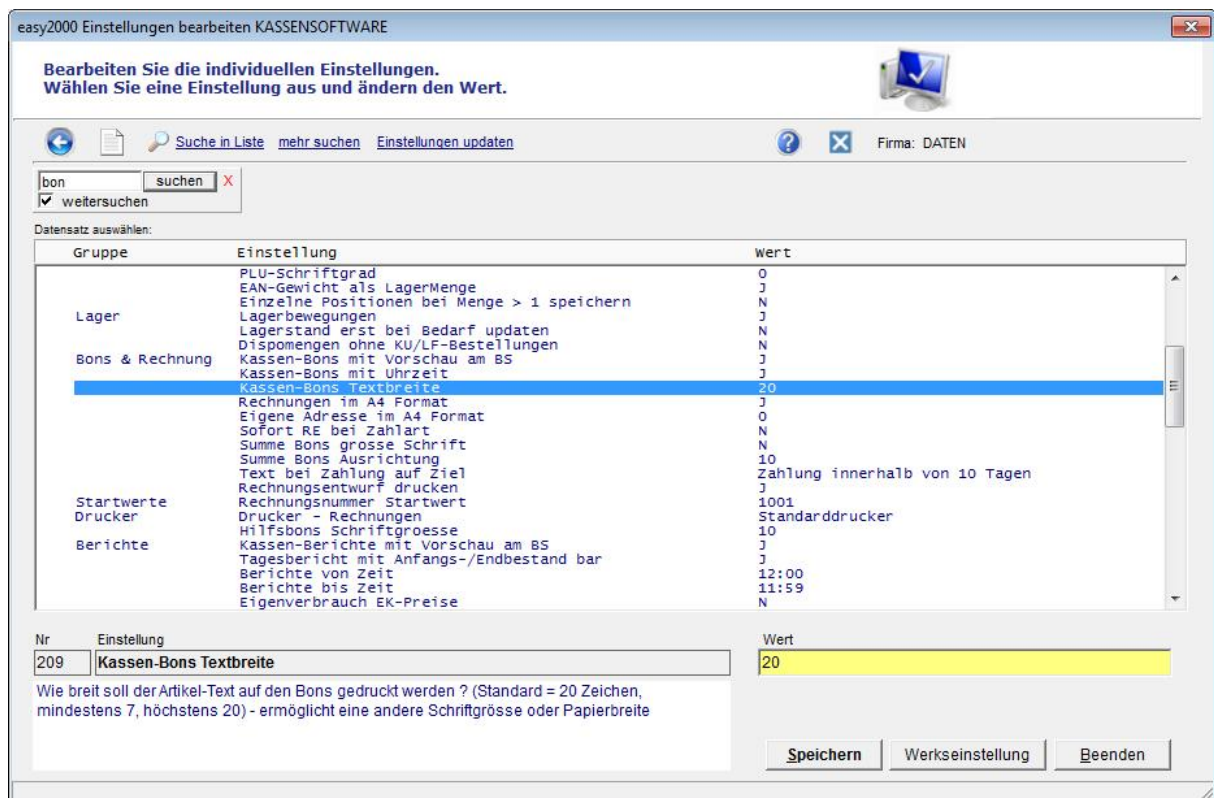 easy2000 Einstellungen bearbeiten KASSENSOFTWARE
Bearbeiten Sie die individuellen Einstellungen.
Wählen Sie eine Einstellung aus und ändern den Wert.
Suche in Liste mehr suchen Einstellungen updaten Firma: DATEN
bon suchen X
weitersuchen
Datensatz auswählen:
Gruppe Einstellung Wert
PLU-Schriftgrad 0
EAN-Gewicht als LagerMenge J
Einzelne Positionen bei Menge > 1 speichern N
Lager Lagerbewegungen J
Lagerstand erst bei Bedarf updaten N
Dispomengen ohne KU/LF-Bestellungen N
Bons & Rechnung Kassen-Bons mit Vorschau am BS J
Kassen-Bons mit Uhrzeit J
Kassen-Bons Textbreite 20
Rechnungen im A4 Format J
Eigene Adresse im A4 Format 0
Sofort RE bei Zahlart N
Summe Bons grosse Schrift N
Summe Bons Ausrichtung 10
Text bei Zahlung auf Ziel Zahlung innerhalb von 10 Tagen
Rechnungsentwurf drucken J
Startwerte Rechnungsnummer Startwert 1001
Drucker Drucker - Rechnungen Standarddrucker
Hilfsbons Schriftgroesse 10
Berichte Kassen-Berichte mit Vorschau am BS J
Tagesbericht mit Anfangs-/Endbestand bar J
Berichte von Zeit 12:00
Berichte bis Zeit 11:59
Eigenverbrauch EK-Preise N
Nr Einstellung Wert
209 Kassen-Bons Textbreite 20
Wie breit soll der Artikel-Text auf den Bons gedruckt werden ? (Standard = 20 Zeichen,
mindestens 7, höchstens 20) - ermöglicht eine andere Schriftgrösse oder Papierbreite
Speichern Werkseinstellung Beenden